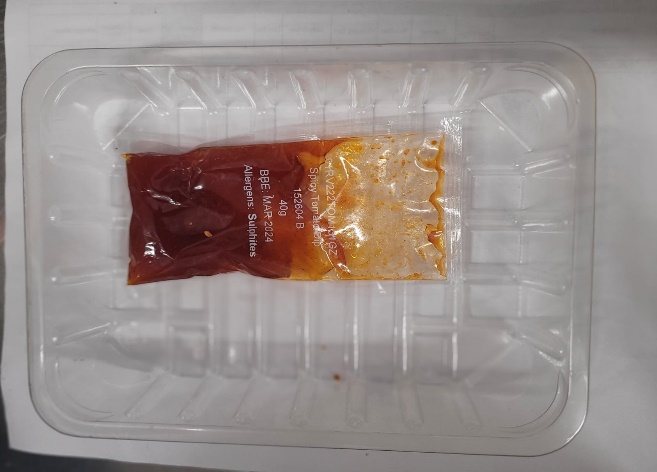 Spicy Tomato
152604 B
40g
BBE: MAR 2024
Allergens: Sulphites